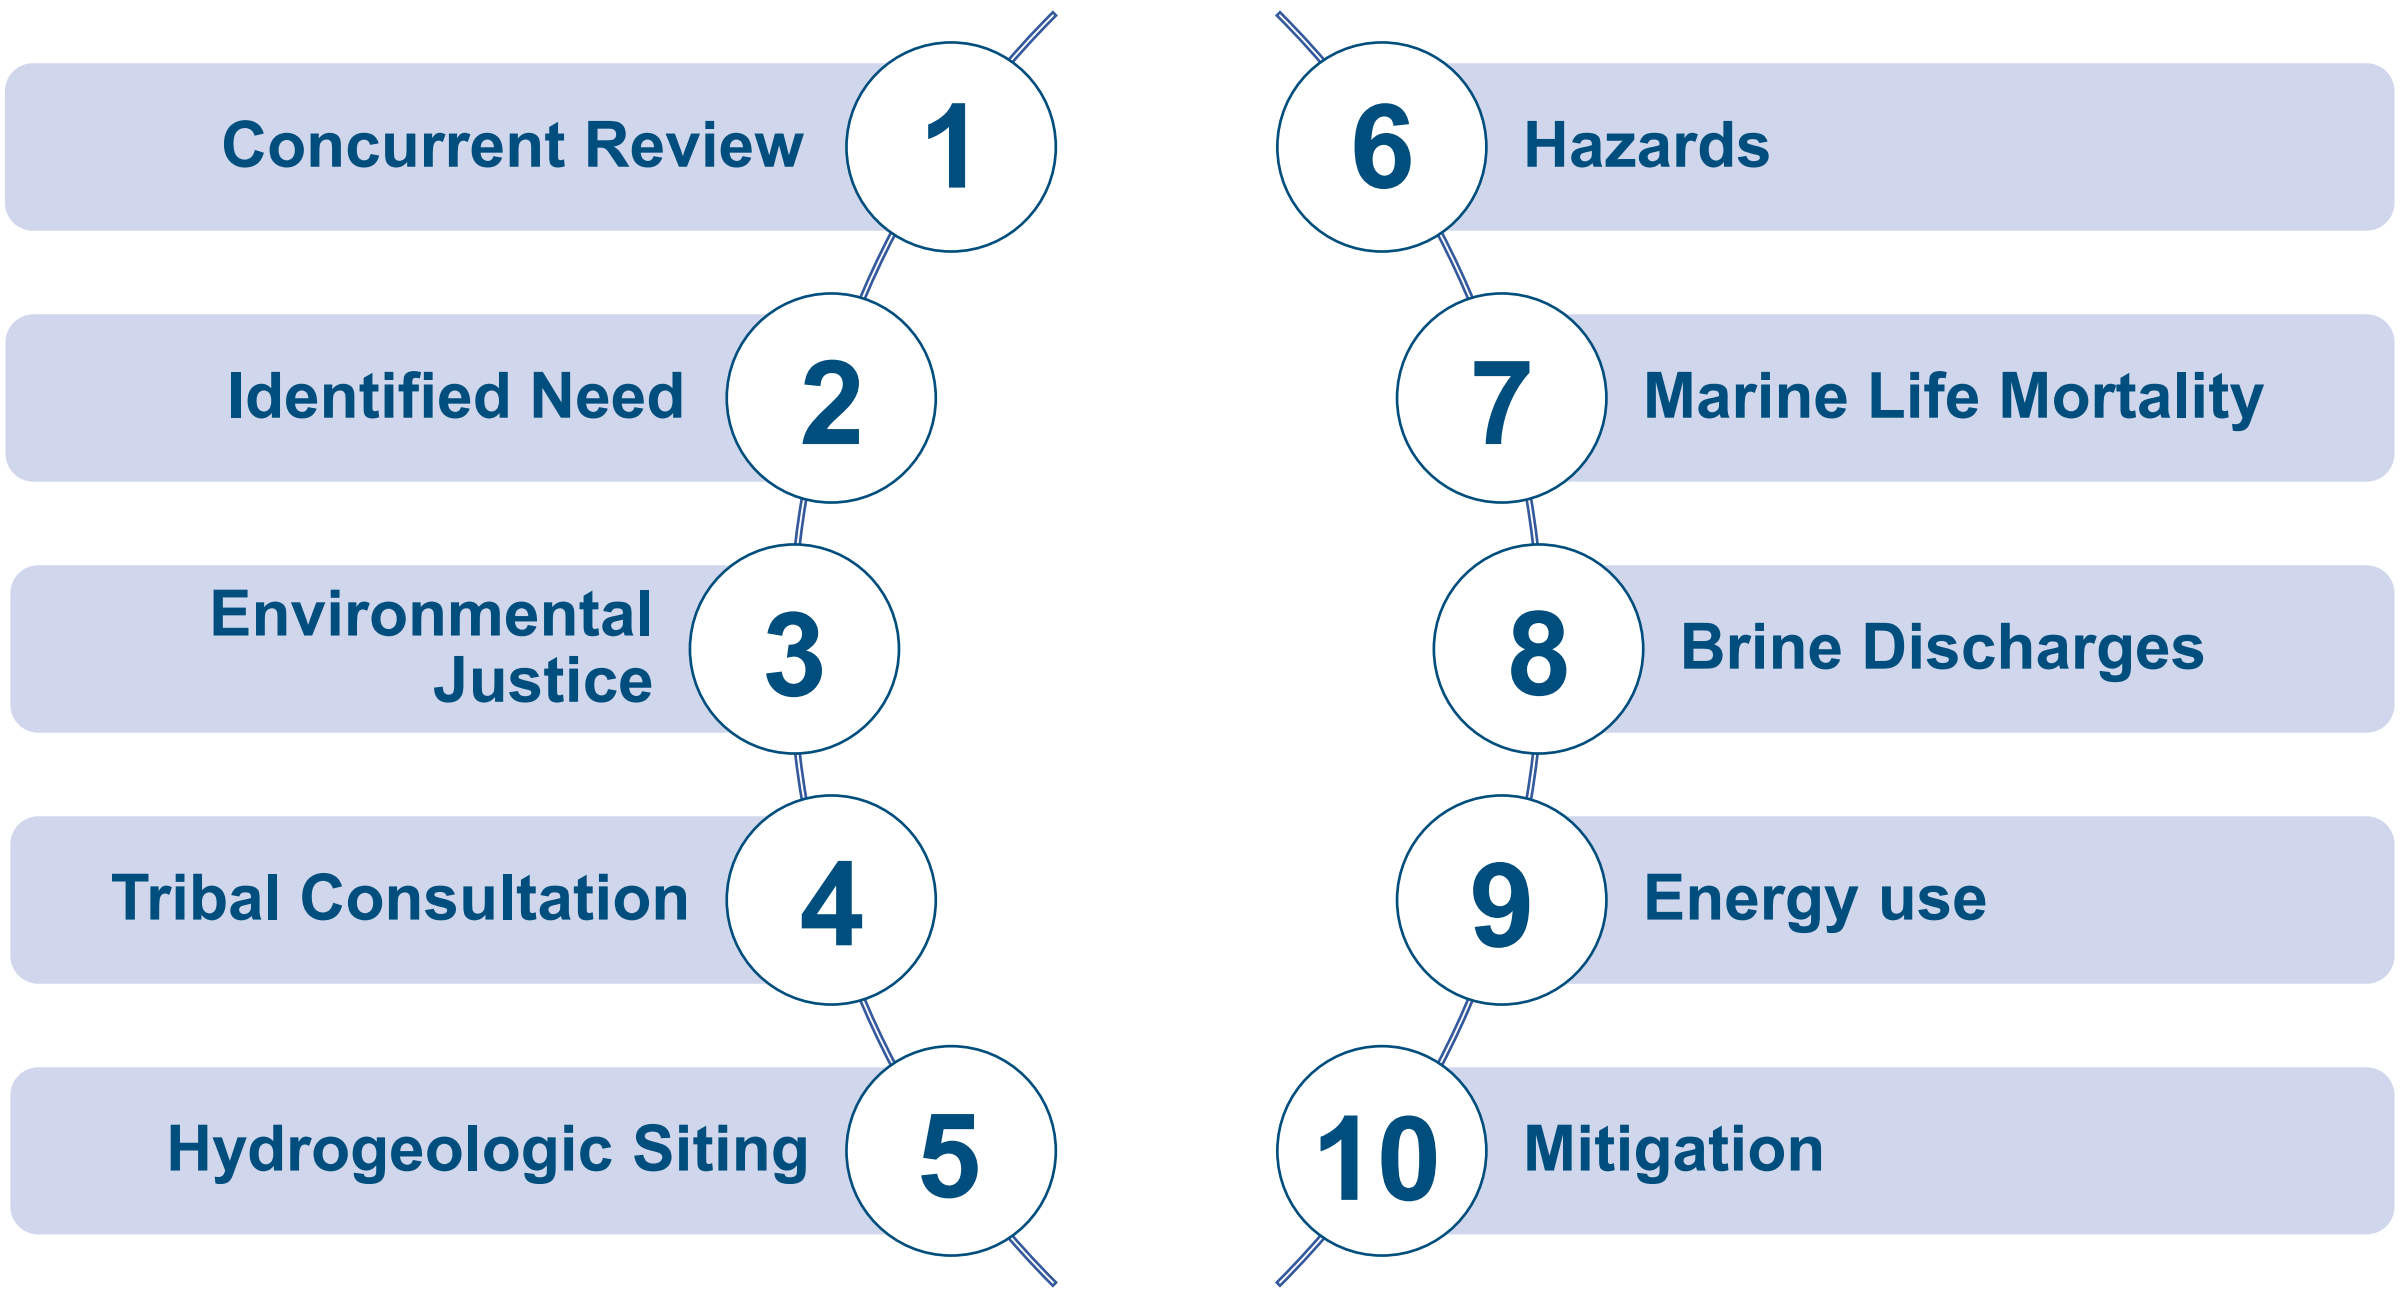 Concurrent Review
1
Identified Need
2
Environmental
Justice
3
Tribal Consultation
4
Hydrogeologic Siting
5
6
Hazards
7
Marine Life Mortality
8
Brine Discharges
9
Energy use
10
Mitigation